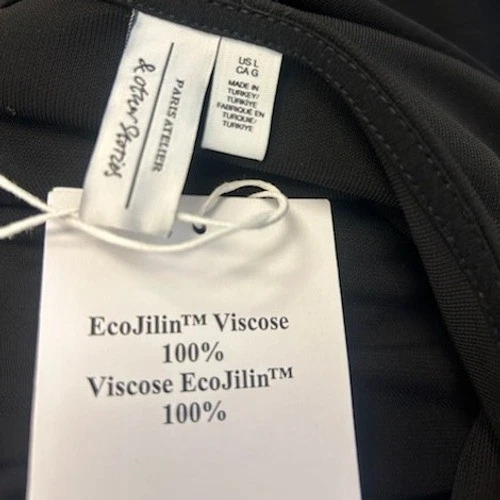 & Other Stories
PARIS ATELIER
US L
CA G
MADE IN
TURKEY/
TÜRKIYE
FABRIQUÉ EN
TURQUIE/
TÜRKIYE
EcoJilin™ Viscose
100%
Viscose EcoJilin™
100%